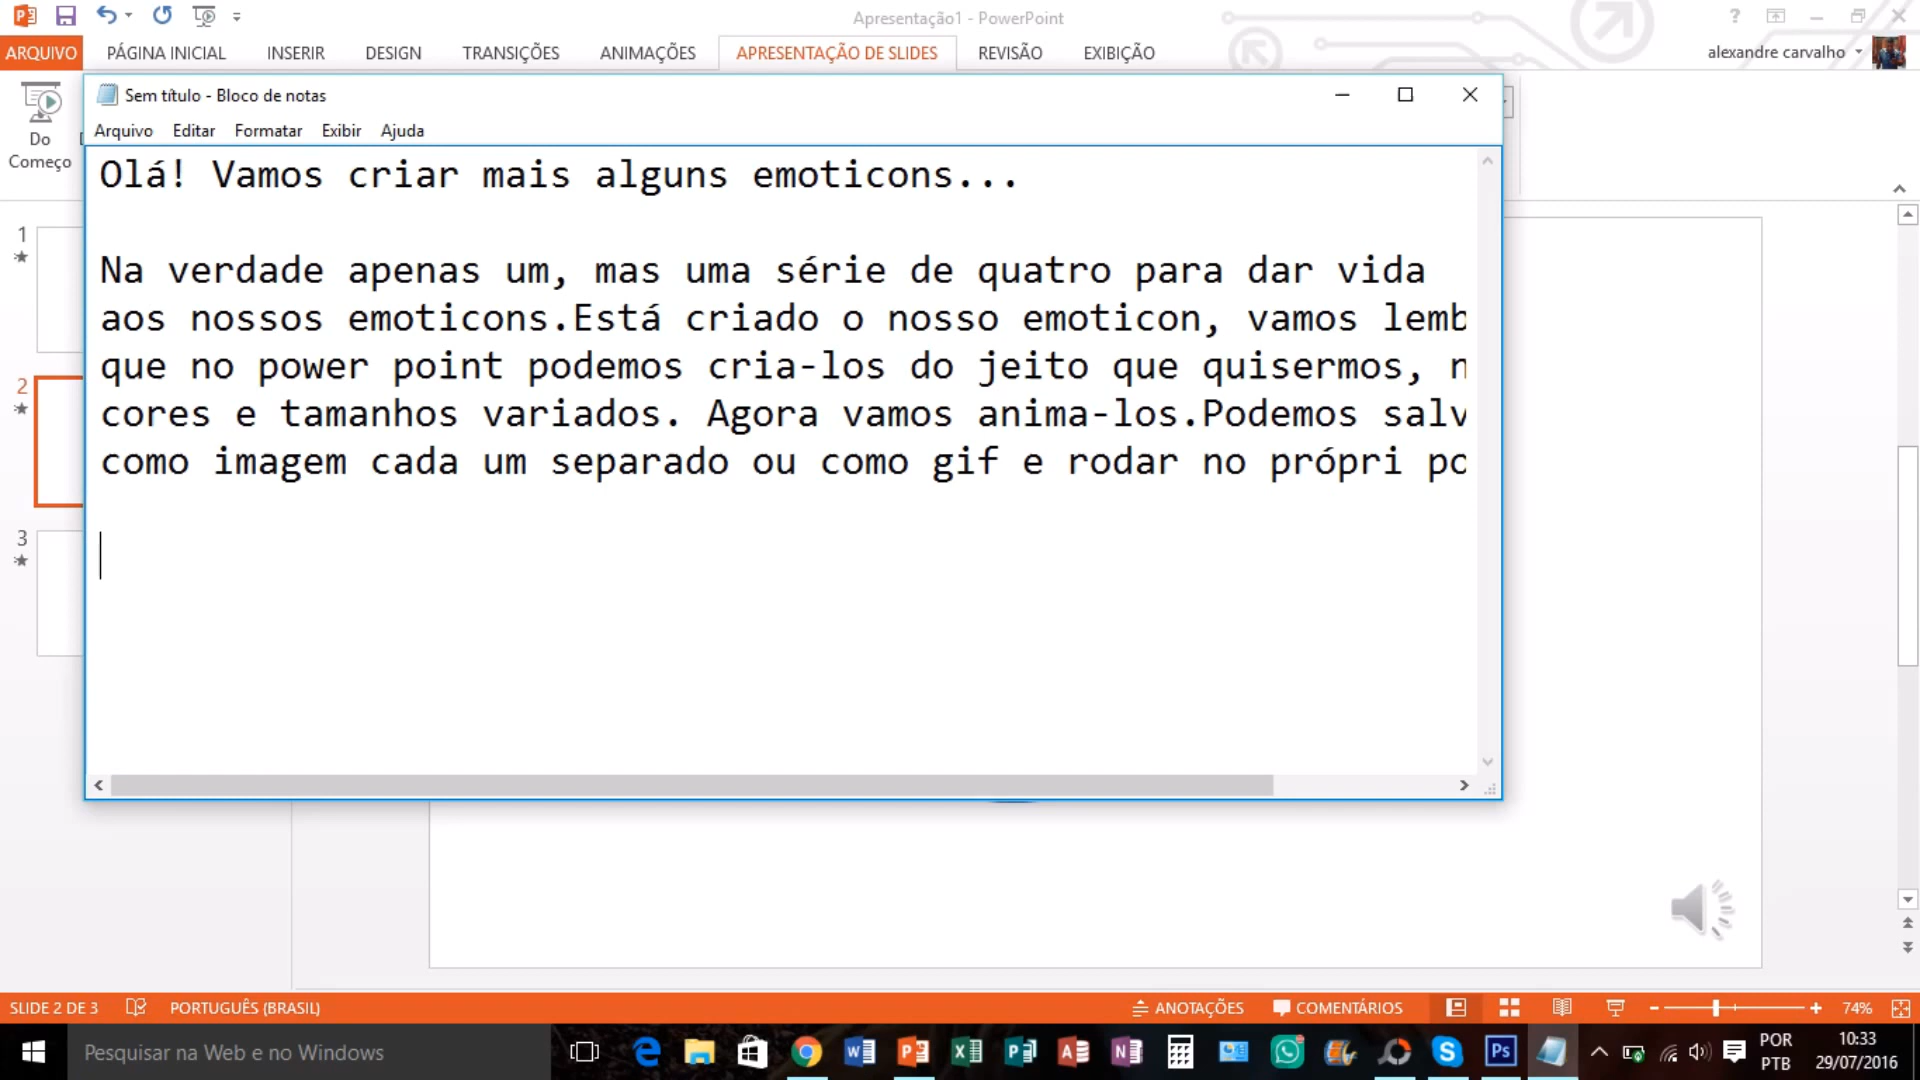 Apresentação1 - PowerPoint
ARQUIVO PÁGINA INICIAL INSERIR DESIGN TRANSIÇÕES ANIMAÇÕES APRESENTAÇÃO DE SLIDES REVISÃO EXIBIÇÃO alexandre carvalho
Do
Começo
Sem título - Bloco de notas
Arquivo Editar Formatar Exibir Ajuda
Olá! Vamos criar mais alguns emoticons...
Na verdade apenas um, mas uma série de quatro para dar vida
aos nossos emoticons.Está criado o nosso emoticon, vamos lemb
que no power point podemos cria-los do jeito que quisermos, n
cores e tamanhos variados. Agora vamos anima-los.Podemos salv
como imagem cada um separado ou como gif e rodar no própri po
1
2
3
SLIDE 2 DE 3 PORTUGUÊS (BRASIL) ANOTAÇÕES COMENTÁRIOS 74%
Pesquisar na Web e no Windows
POR
PTB
10:33
29/07/2016